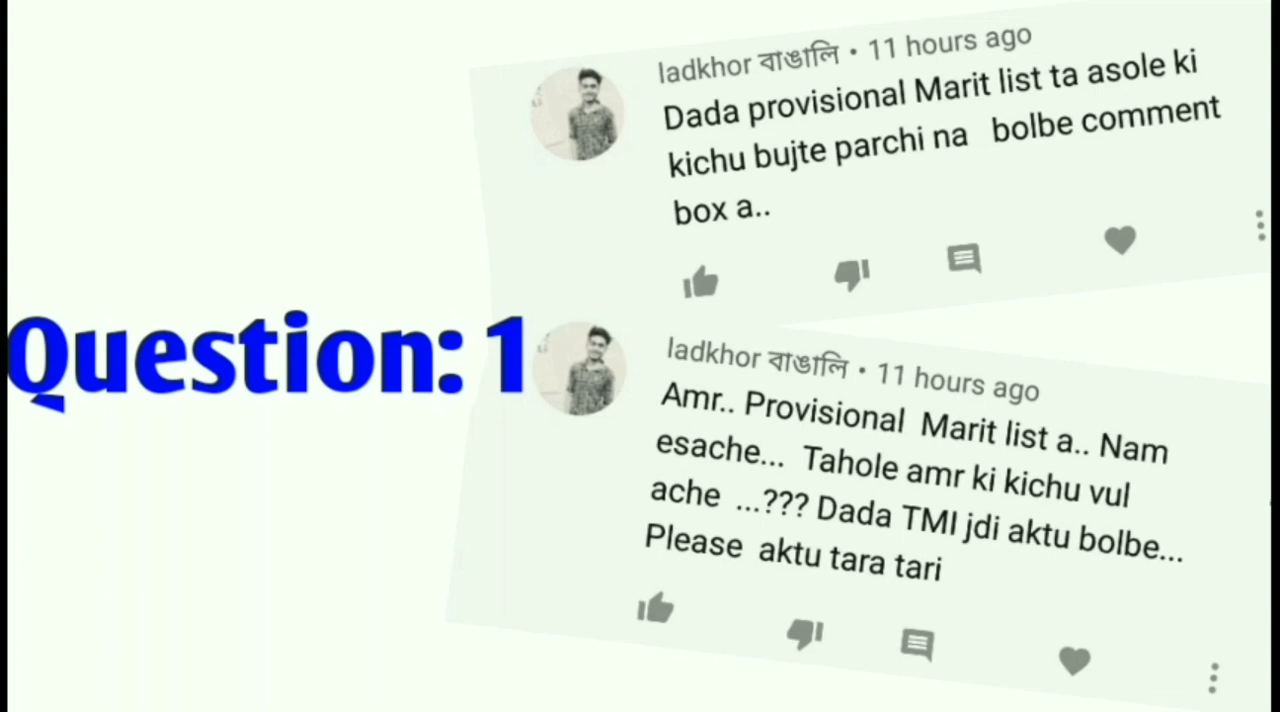 ladkhor বাঙালি • 11 hours ago
Dada provisional Marit list ta asole ki
kichu bujte parchi na bolbe comment
box a..
Question: 1
ladkhor বাঙালি • 11 hours ago
Amr.. Provisional Marit list a.. Nam
esache... Tahole amr ki kichu vul
ache ...??? Dada TMI jdi aktu bolbe...
Please aktu tara tari